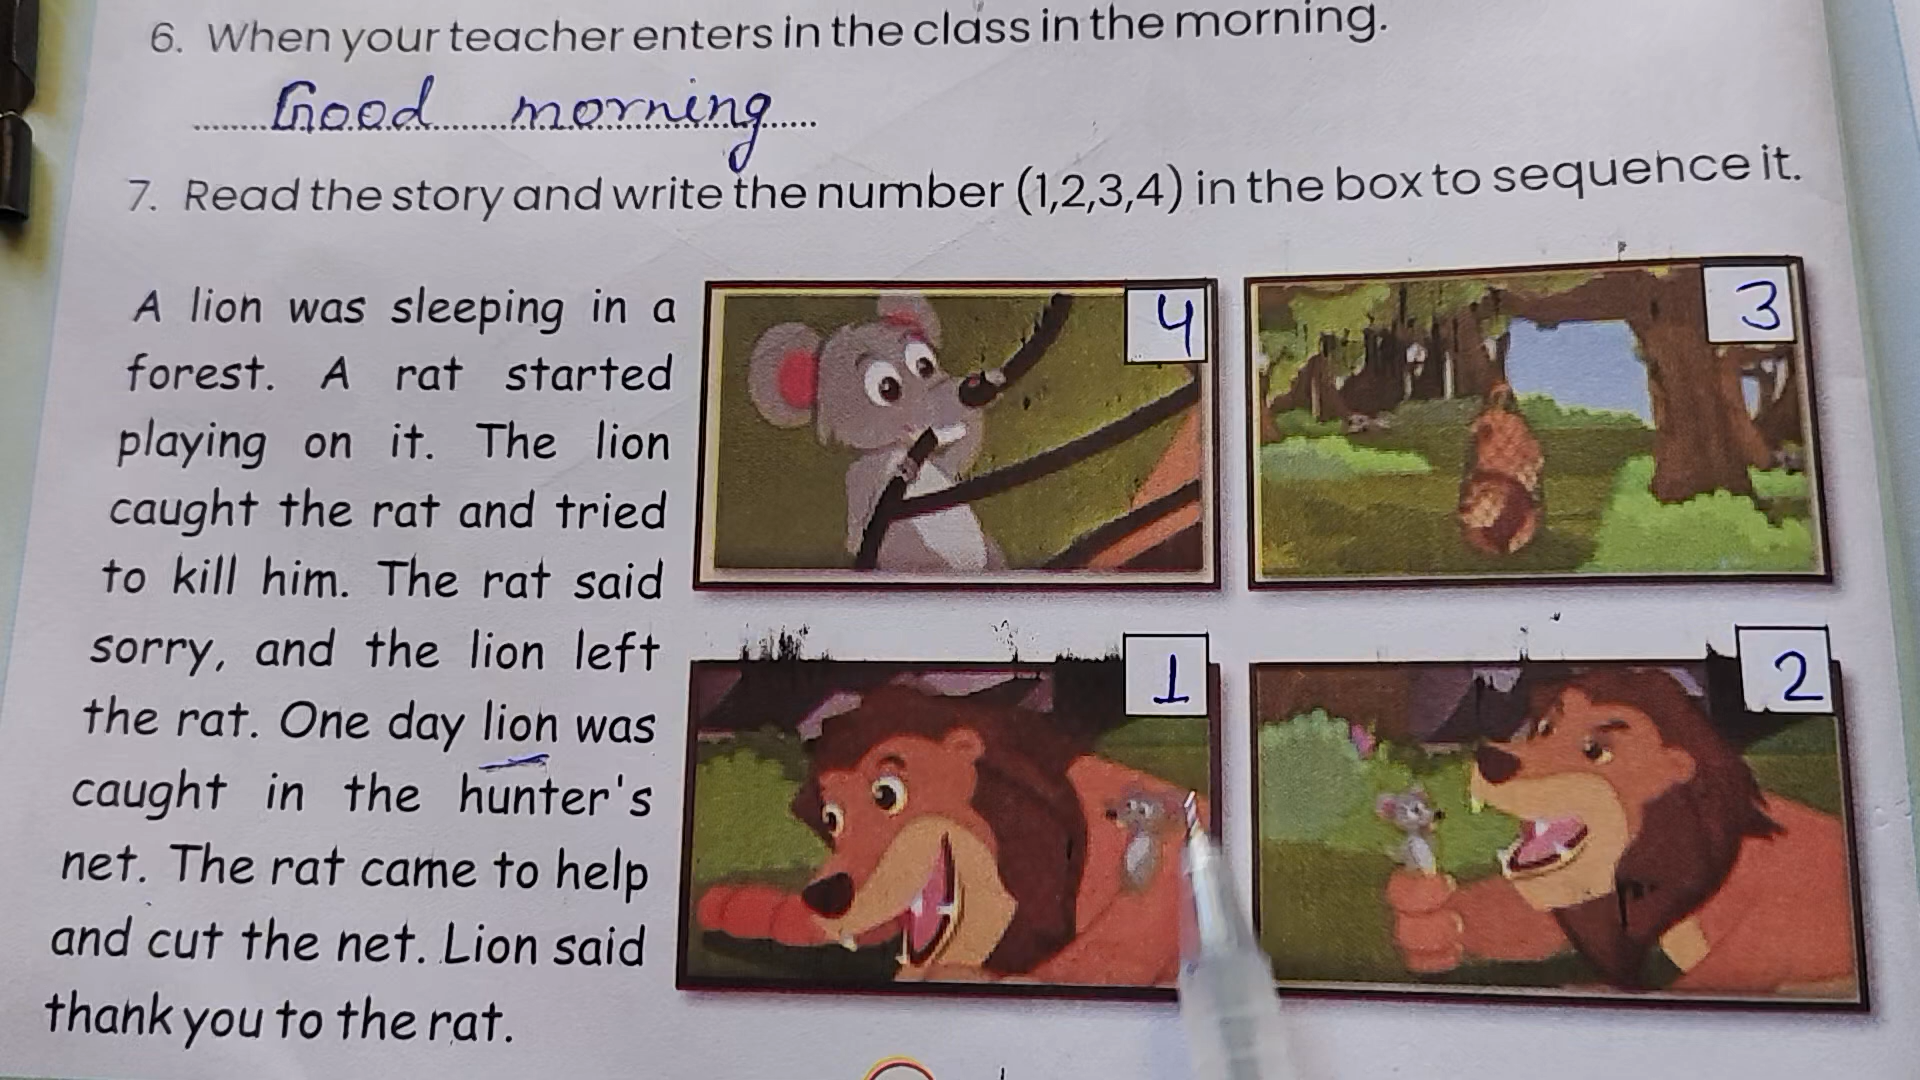 6. When your teacher enters in the class in the morning.
Good morning
7. Read the story and write the number (1,2,3,4) in the box to sequence it.
A lion was sleeping in a
forest. A rat started
playing on it. The lion
caught the rat and tried
to kill him. The rat said
sorry, and the lion left
the rat. One day lion was
caught in the hunter's
net. The rat came to help
and cut the net. Lion said
thank you to the rat.
4
3
1
2